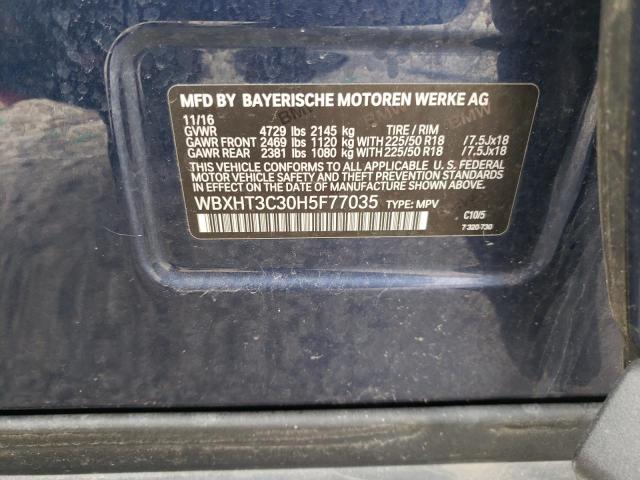 MFD BY BAYERISCHE MOTOREN WERKE AG
11/16
GVWR 4729 lbs 2145 kg TIRE / RIM
GAWR FRONT 2469 lbs 1120 kg WITH 225/50 R18 /7.5Jx18
GAWR REAR 2381 lbs 1080 kg WITH 225/50 R18 /7.5Jx18
THIS VEHICLE CONFORMS TO ALL APPLICABLE U. S. FEDERAL
MOTOR VEHICLE SAFETY AND THEFT PREVENTION STANDARDS
IN EFFECT ON THE DATE OF MANUFACTURE SHOWN ABOVE.
WBXHT3C30H5F77035 TYPE: MPV
C10/5
7 320-730